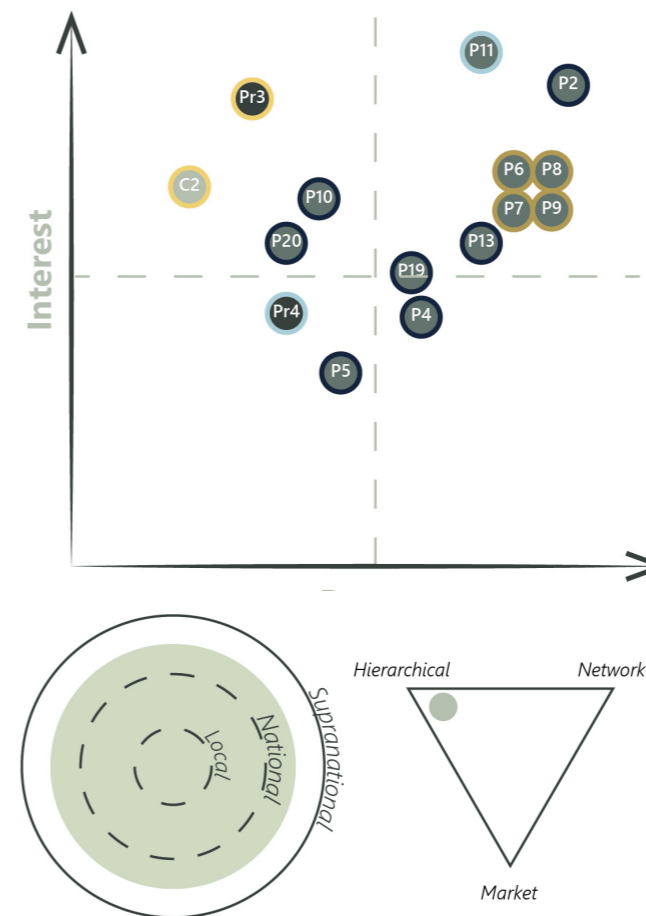 P11
P2
Pr3
P6
P8
C2
P10
P7
P9
P20
P13
P19
Interest
Pr4
P4
P5
Hierarchical
Network
Supranational
National
Local
Market